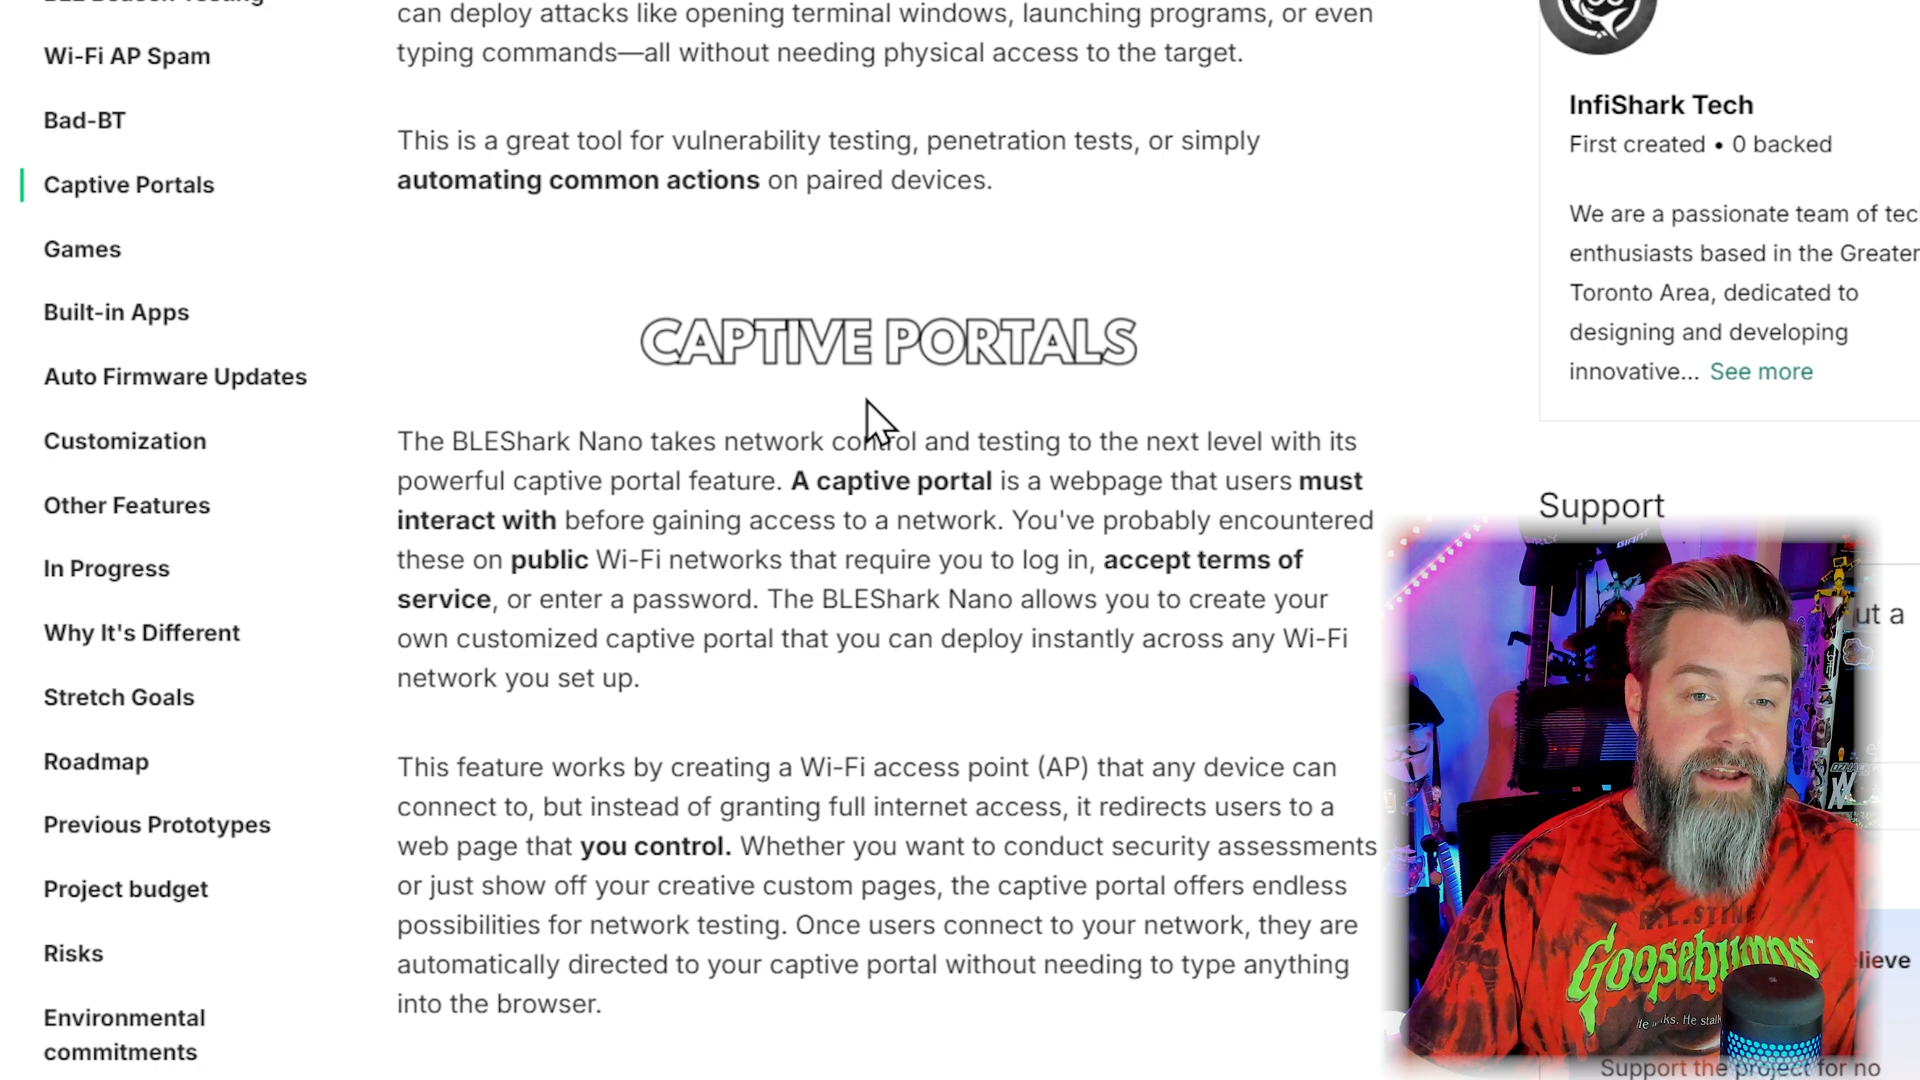 Wi-Fi AP Spam
Bad-BT
Captive Portals
Games
Built-in Apps
Auto Firmware Updates
Customization
Other Features
In Progress
Why It's Different
Stretch Goals
Roadmap
Previous Prototypes
Project budget
Risks
Environmental
commitments
can deploy attacks like opening terminal windows, launching programs, or even
typing commands—all without needing physical access to the target.
This is a great tool for vulnerability testing, penetration tests, or simply
automating common actions on paired devices.
CAPTIVE PORTALS
The BLEShark Nano takes network control and testing to the next level with its
powerful captive portal feature. A captive portal is a webpage that users must
interact with before gaining access to a network. You've probably encountered
these on public Wi-Fi networks that require you to log in, accept terms of
service, or enter a password. The BLEShark Nano allows you to create your
own customized captive portal that you can deploy instantly across any Wi-Fi
network you set up.
This feature works by creating a Wi-Fi access point (AP) that any device can
connect to, but instead of granting full internet access, it redirects users to a
web page that you control. Whether you want to conduct security assessments
or just show off your creative custom pages, the captive portal offers endless
possibilities for network testing. Once users connect to your network, they are
automatically directed to your captive portal without needing to type anything
into the browser.
InfiShark Tech
First created • 0 backed
We are a passionate team of tec
enthusiasts based in the Greater
Toronto Area, dedicated to
designing and developing
innovative... See more
Support
ut a
lieve
Support the project for no
R.L. STINE
Goosebumps